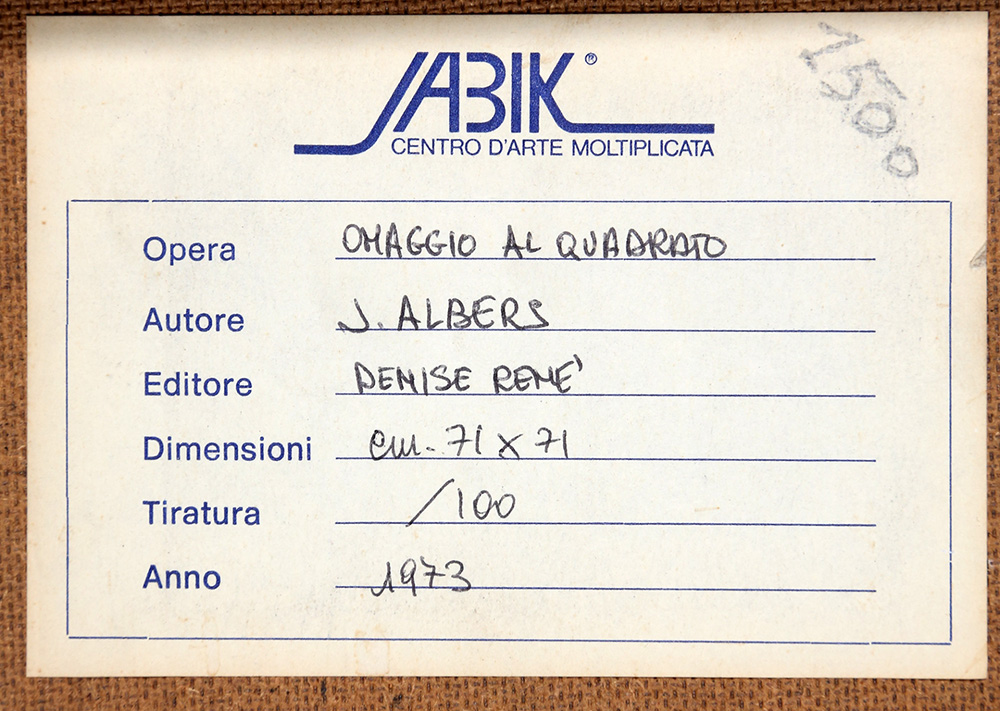 JABIK®
CENTRO D'ARTE MOLTIPLICATA
1500
Opera OMAGGIO AL QUADRATO
Autore J. ALBERS
Editore DENISE RENE'
Dimensioni cm. 71 x 71
Tiratura /100
Anno 1973